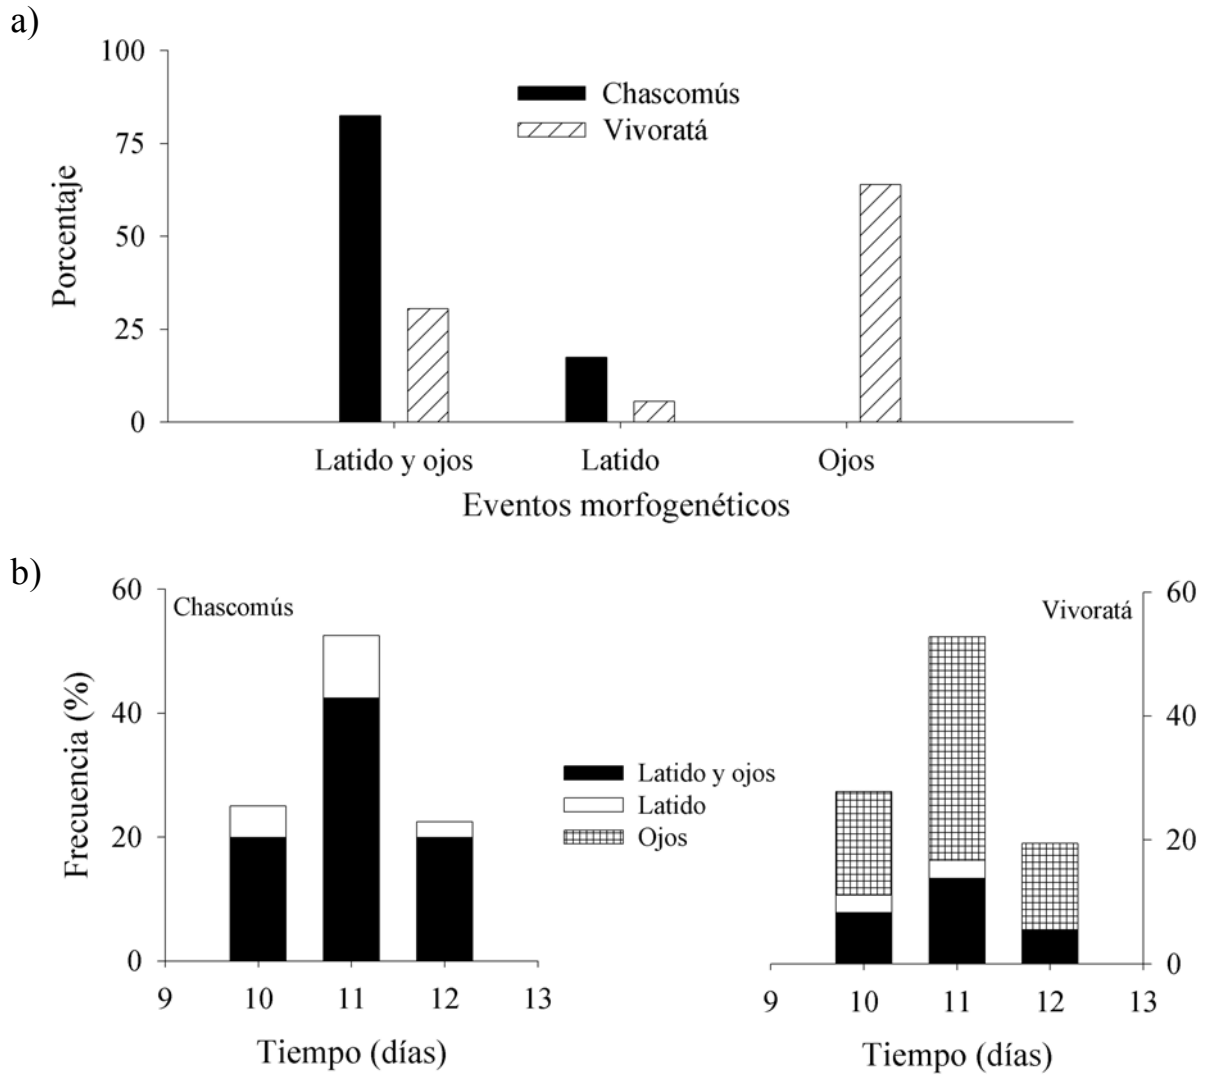 a)
100
75
50
25
0
Porcentaje
Chascomús
Vivoratá
Latido y ojos
Latido
Ojos
Eventos morfogenéticos
b)
60
40
20
0
Frecuencia (%)
Chascomús
9
10
11
12
13
Tiempo (días)
Latido y ojos
Latido
Ojos
Vivoratá
60
40
20
0
9
10
11
12
13
Tiempo (días)